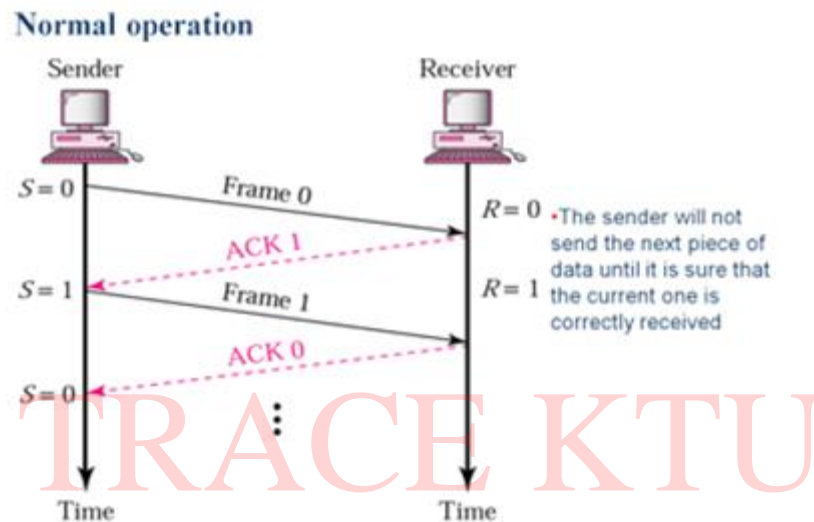 Normal operation
Sender
Receiver
S = 0
Frame 0
R = 0
•The sender will not
send the next piece of
data until it is sure that
the current one is
correctly received
ACK 1
S = 1
Frame 1
R = 1
ACK 0
S = 0
TRACE KTU
Time
Time